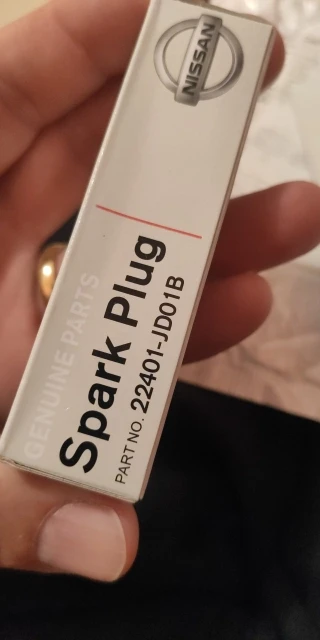 NISSAN
GENUINE PARTS
Spark Plug
PART NO. 22401-JD01B